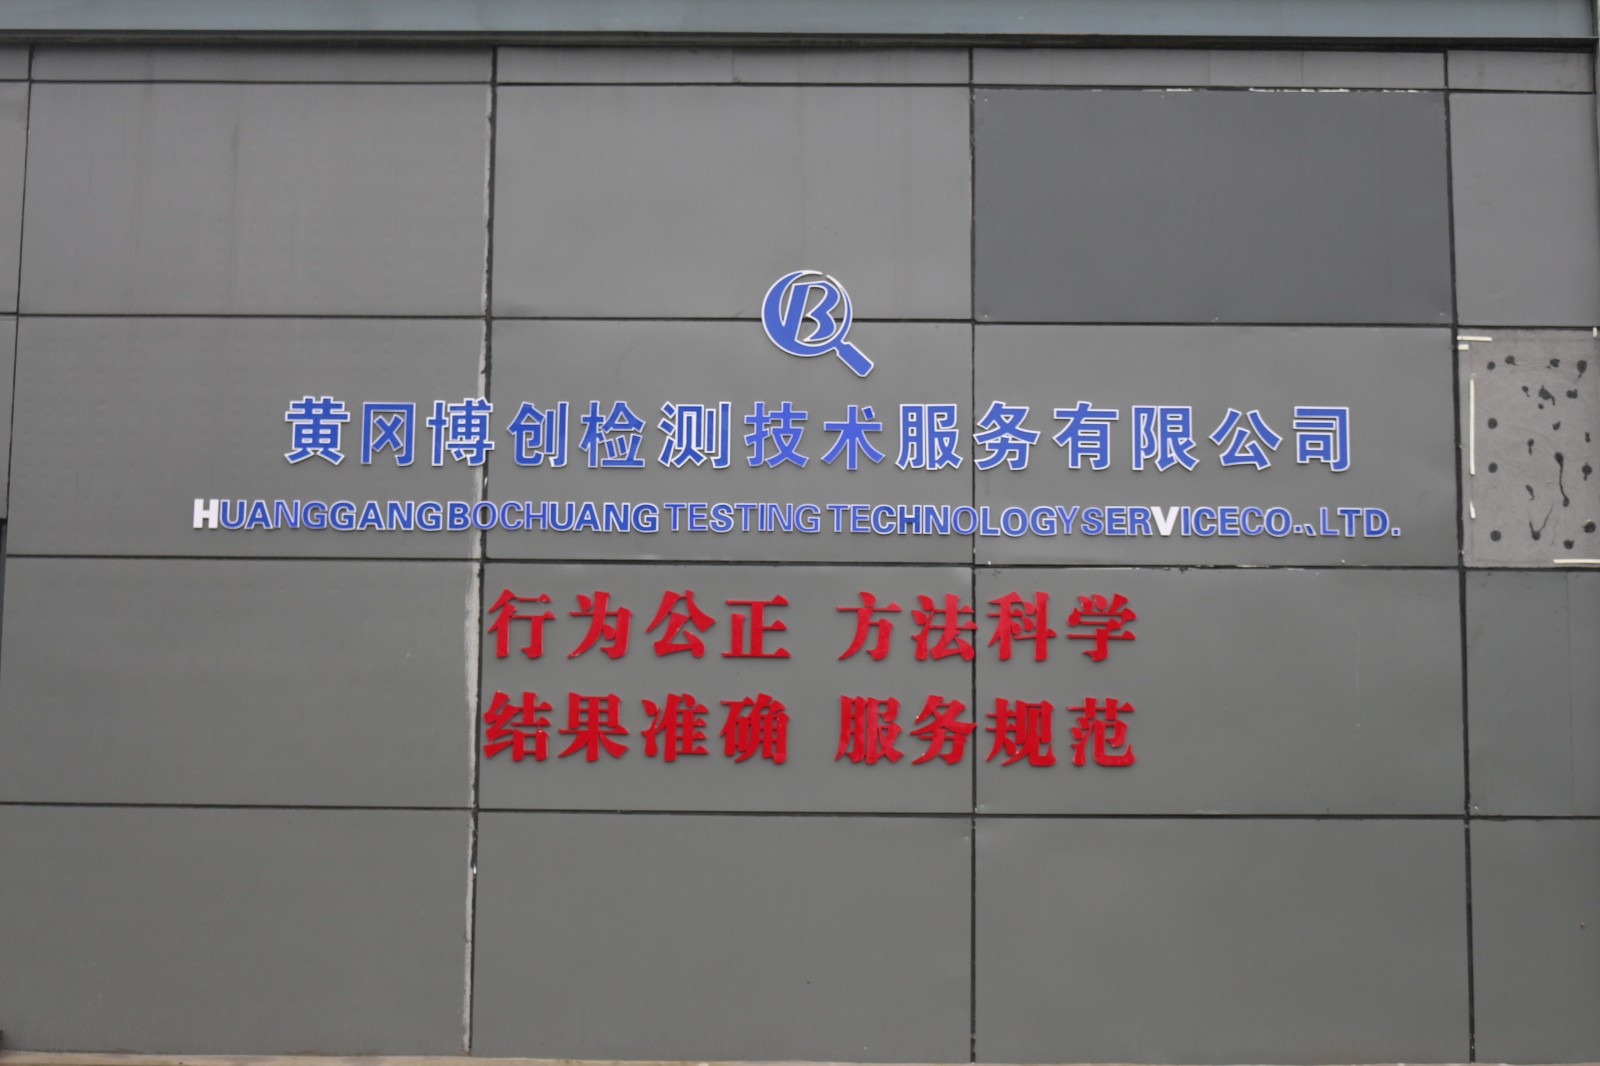 B
黄冈博创检测技术服务有限公司
HUANGGANGBOCHUANG TESTING TECHNOLOGYSERVICECO..,LTD.
行为公正 方法科学
结果准确 服务规范